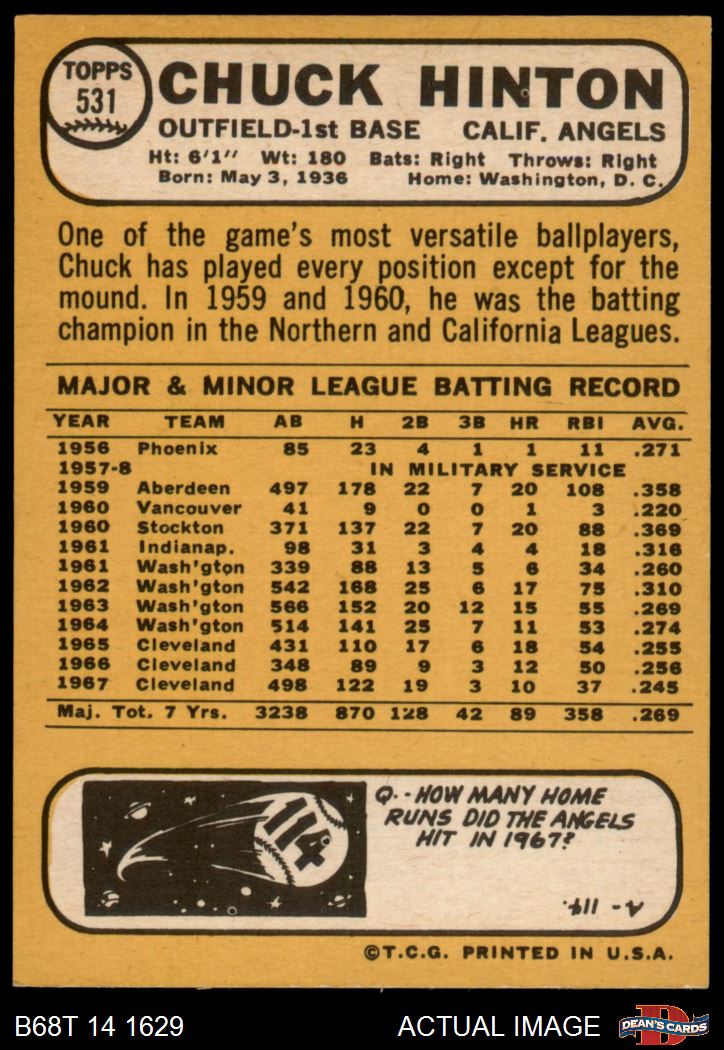 TOPPS
531
CHUCK HINTON
OUTFIELD-1st BASE CALIF. ANGELS
Ht: 6'1" Wt: 180 Bats: Right Throws: Right
Born: May 3, 1936 Home: Washington, D. C.
One of the game's most versatile ballplayers,
Chuck has played every position except for the
mound. In 1959 and 1960, he was the batting
champion in the Northern and California Leagues.
MAJOR & MINOR LEAGUE BATTING RECORD
YEAR TEAM AB H 2B 3B HR RBI AVG.
1956 Phoenix 85 23 4 1 1 11 .271
1957-8 IN MILITARY SERVICE
1959 Aberdeen 497 178 22 7 20 108 .358
1960 Vancouver 41 9 0 0 1 3 .220
1960 Stockton 371 137 22 7 20 88 .369
1961 Indianap. 98 31 3 4 4 18 .316
1961 Wash'gton 339 88 13 5 6 34 .260
1962 Wash'gton 542 168 25 6 17 75 .310
1963 Wash'gton 566 152 20 12 15 55 .269
1964 Wash'gton 514 141 25 7 11 53 .274
1965 Cleveland 431 110 17 6 18 54 .255
1966 Cleveland 348 89 9 3 12 50 .256
1967 Cleveland 498 122 19 3 10 37 .245
Maj. Tot. 7 Yrs. 3238 870 128 42 89 358 .269
114
Q.-HOW MANY HOME
RUNS DID THE ANGELS
HIT IN 1967?
A- 114.
©T.C.G. PRINTED IN U.S.A.
B68T 14 1629 ACTUAL IMAGE
D
DEAN'S CARDS